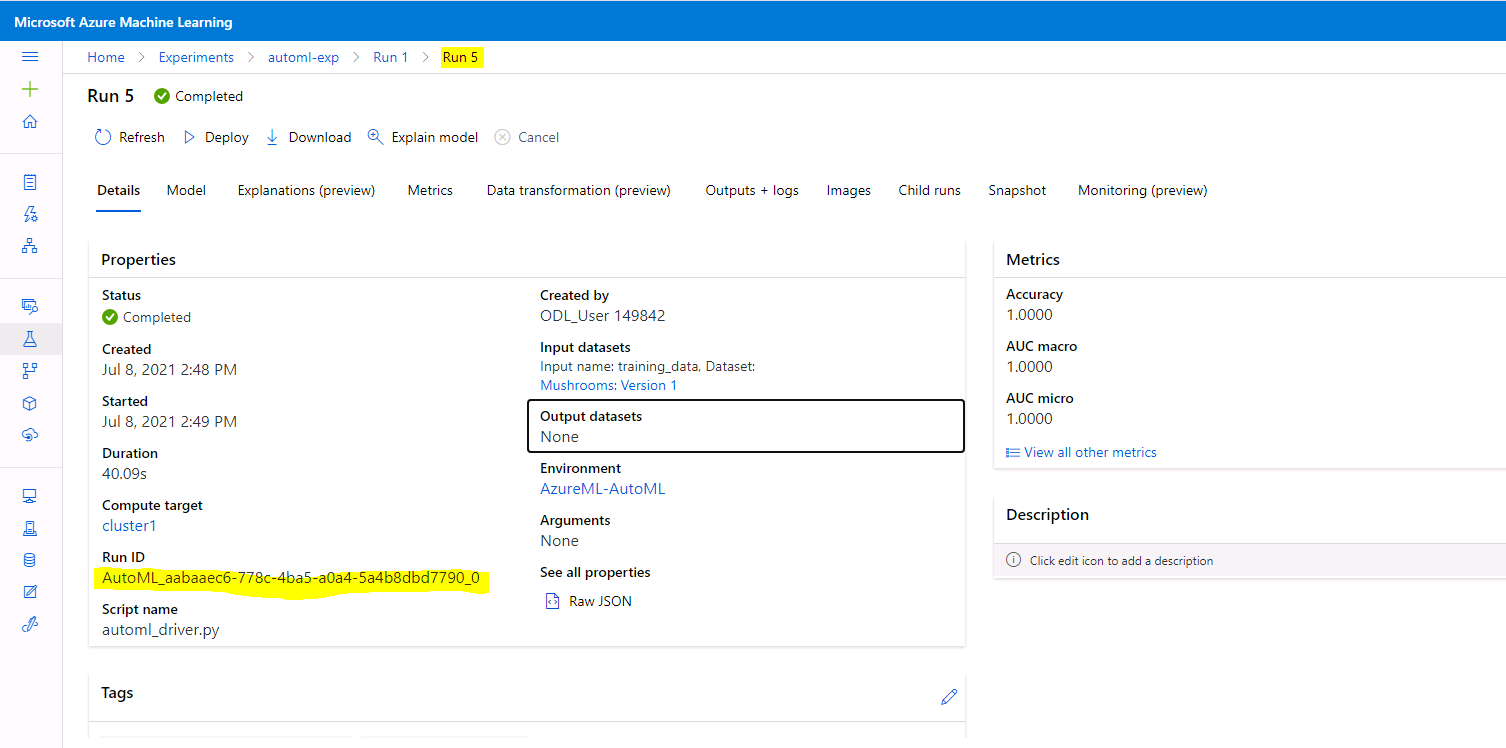 Microsoft Azure Machine Learning
Home > Experiments > automl-exp > Run 1 > Run 5
Run 5 Completed
Refresh Deploy Download Explain model Cancel
Details Model Explanations (preview) Metrics Data transformation (preview) Outputs + logs Images Child runs Snapshot Monitoring (preview)
Properties
Status
Completed
Created
Jul 8, 2021 2:48 PM
Started
Jul 8, 2021 2:49 PM
Duration
40.09s
Compute target
cluster1
Run ID
AutoML_aabaaec6-778c-4ba5-a0a4-5a4b8dbd7790_0
Script name
automl_driver.py
Created by
ODL_User 149842
Input datasets
Input name: training_data, Dataset:
Mushrooms: Version 1
Output datasets
None
Environment
AzureML-AutoML
Arguments
None
See all properties
Raw JSON
Metrics
Accuracy
1.0000
AUC macro
1.0000
AUC micro
1.0000
View all other metrics
Description
Click edit icon to add a description
Tags